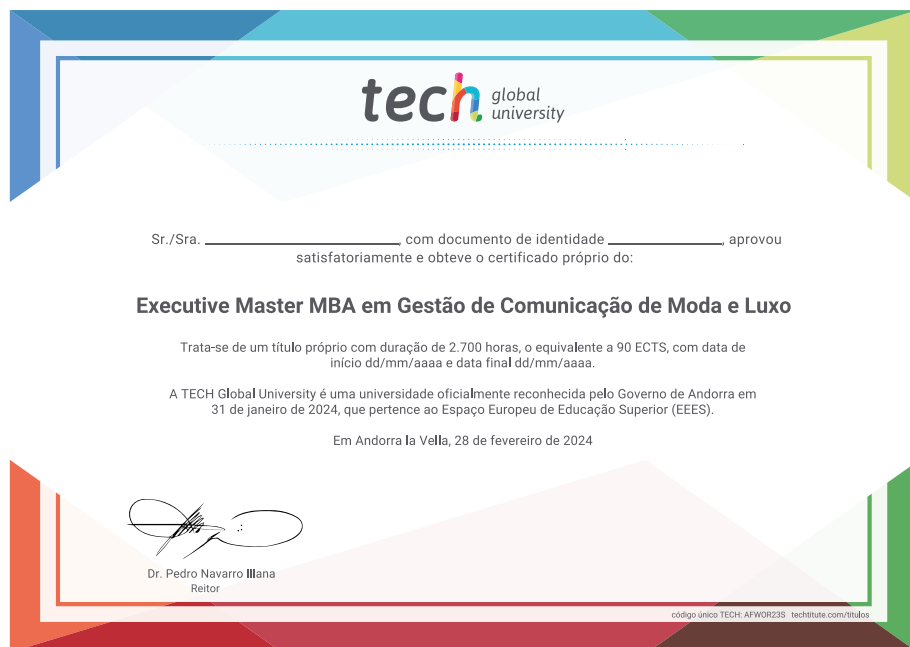 tech global
university
Sr./Sra. ________________, com documento de identidade ________________, aprovou
satisfatoriamente e obteve o certificado próprio do:
Executive Master MBA em Gestão de Comunicação de Moda e Luxo
Trata-se de um título próprio com duração de 2.700 horas, o equivalente a 90 ECTS, com data de
início dd/mm/aaaa e data final dd/mm/aaaa.
A TECH Global University é uma universidade oficialmente reconhecida pelo Governo de Andorra em
31 de janeiro de 2024, que pertence ao Espaço Europeu de Educação Superior (EEES).
Em Andorra la Vella, 28 de fevereiro de 2024
Dr. Pedro Navarro Illana
Reitor
código único TECH: AFWOR23S techtitute.com/titulos